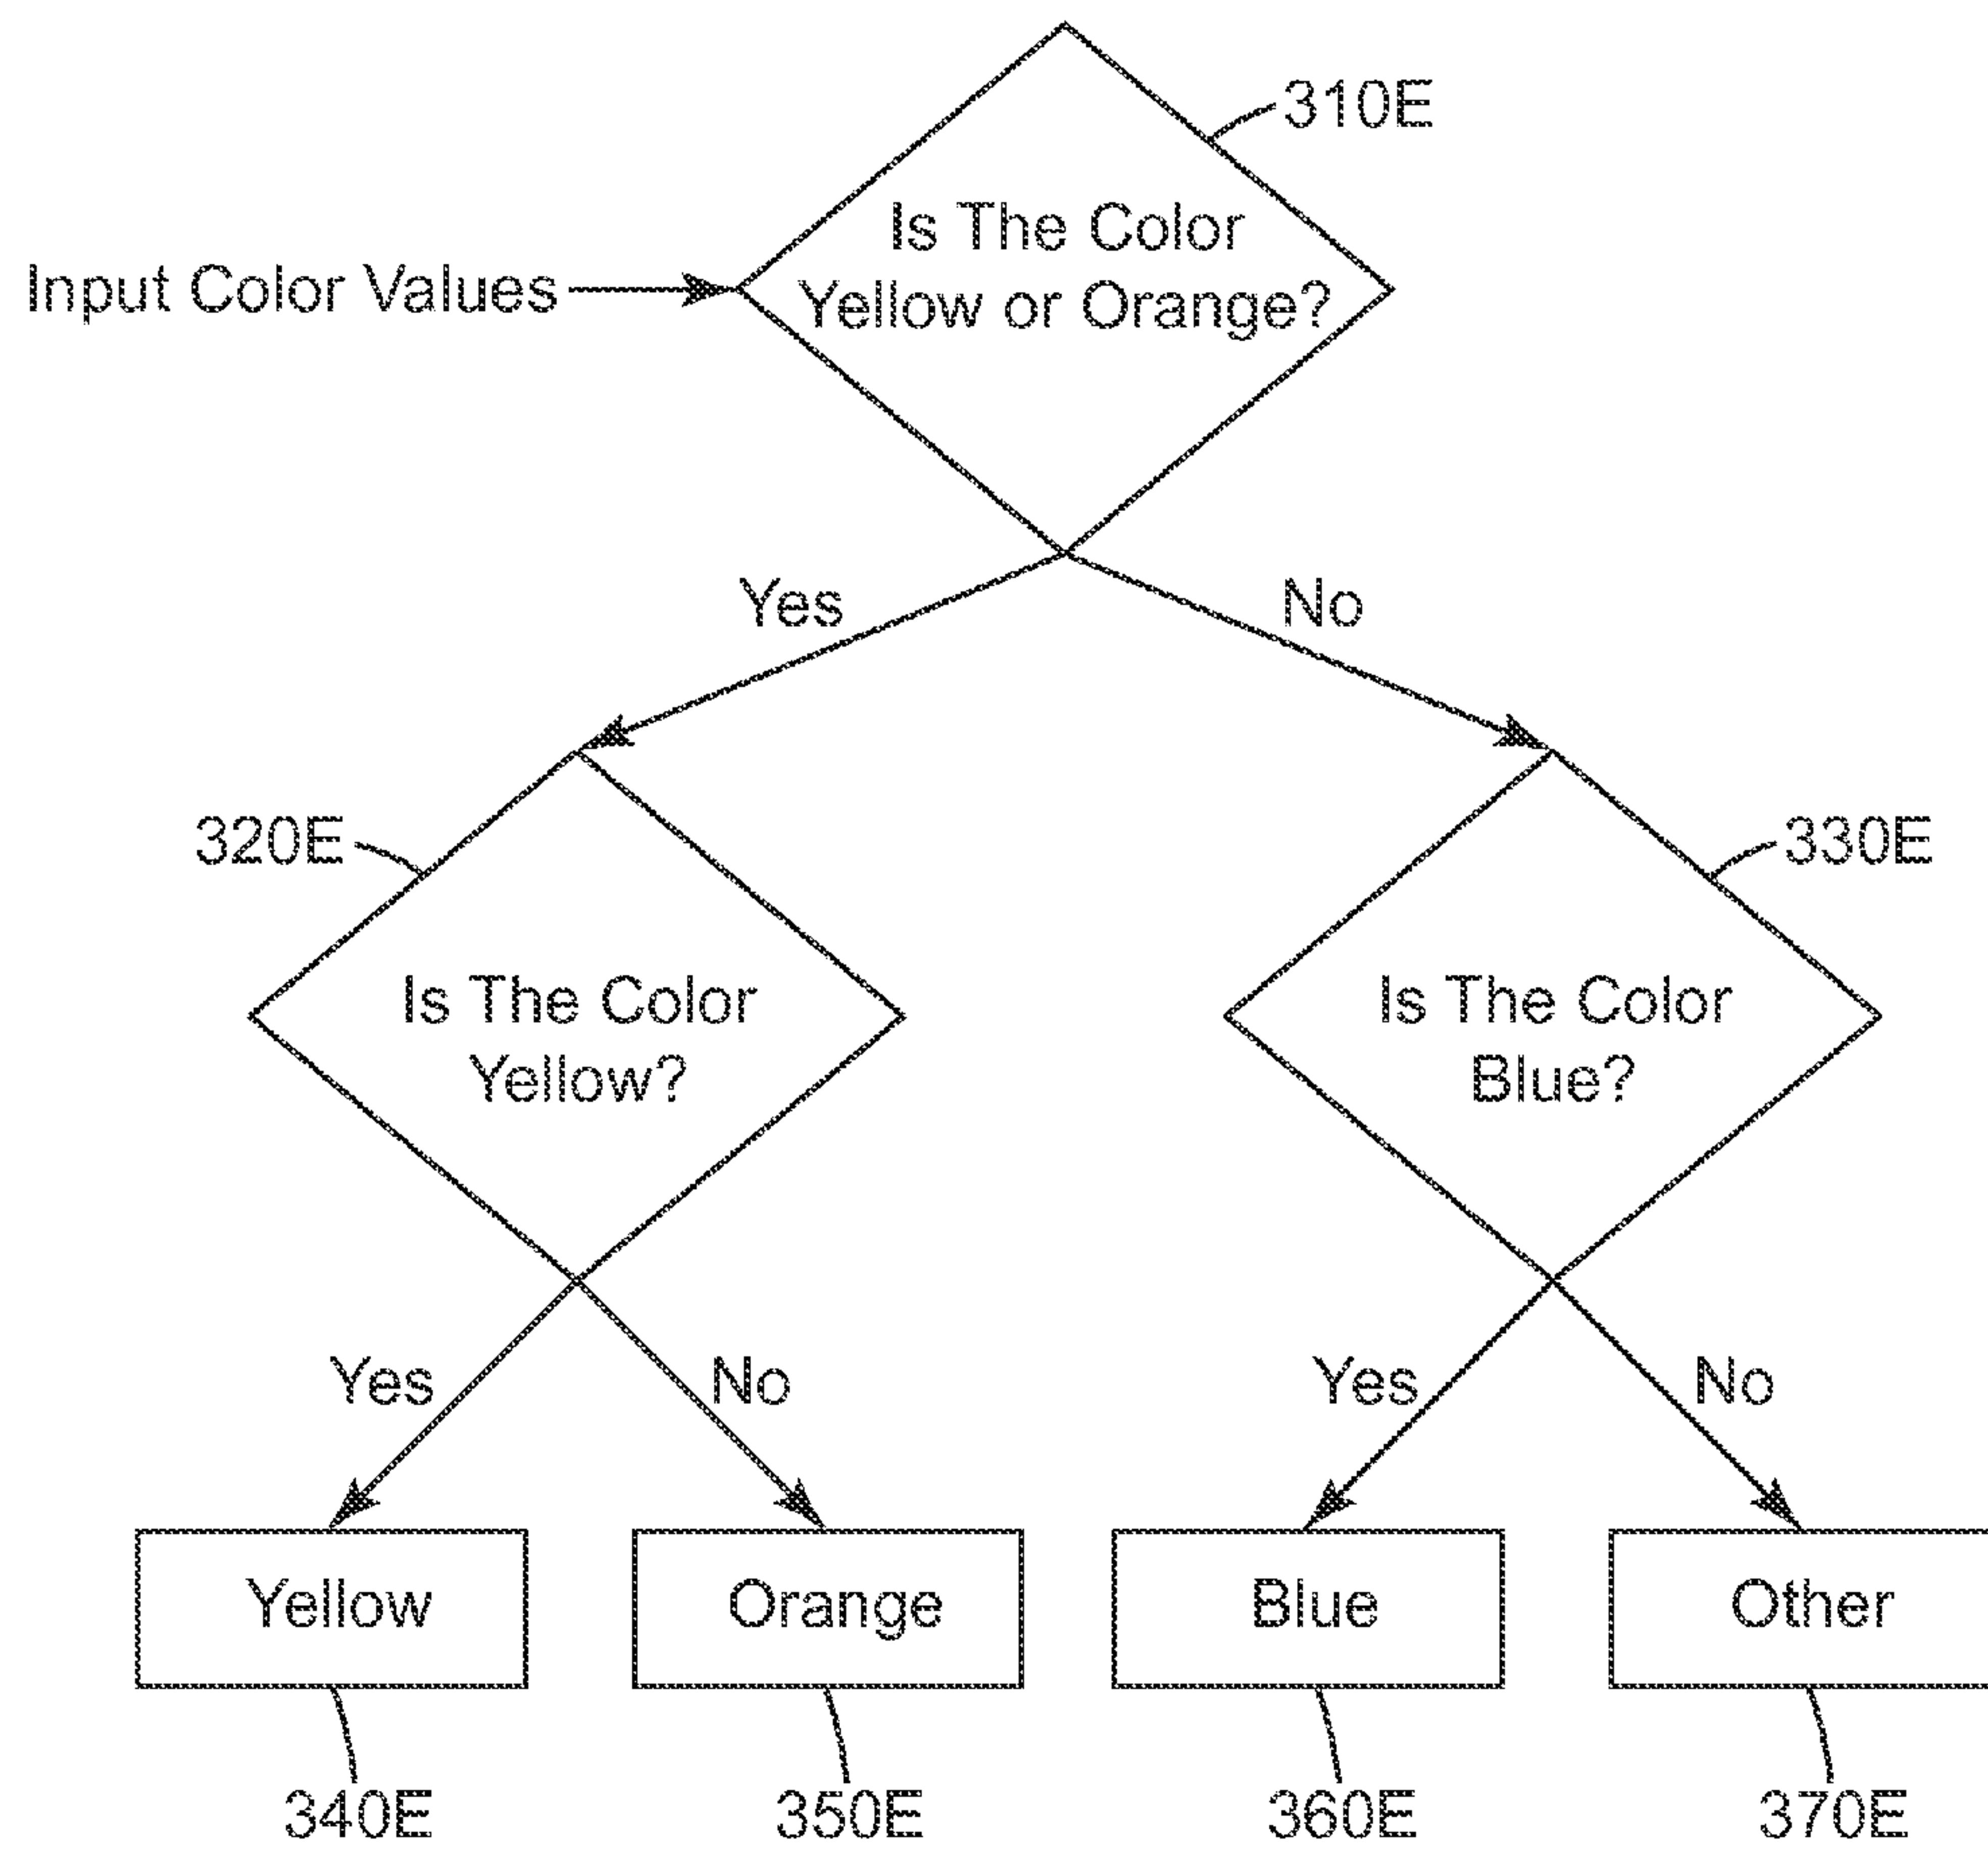 310E
Is The Color
Yellow or Orange?
Input Color Values
Yes
No
320E
330E
Is The Color
Yellow?
Is The Color
Blue?
Yes
No
Yes
No
Yellow
Orange
Blue
Other
340E
350E
360E
370E